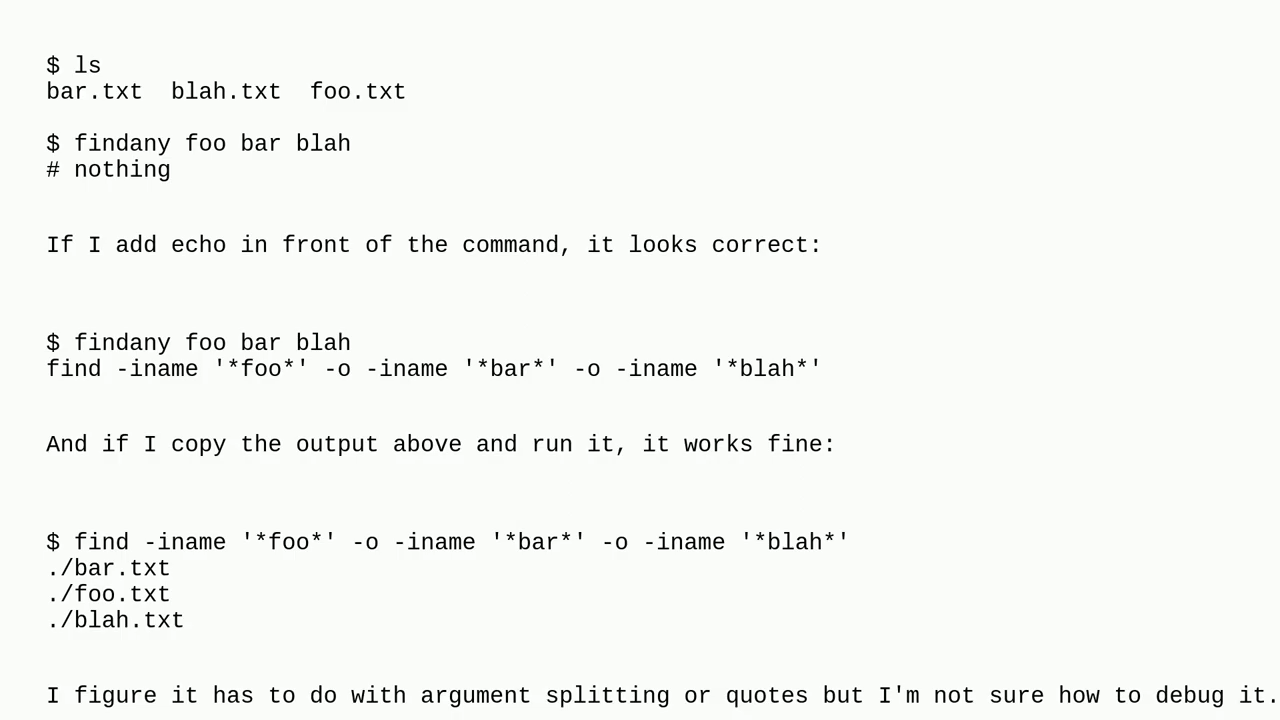 $ ls
bar.txt  blah.txt  foo.txt
$ findany foo bar blah
# nothing
If I add echo in front of the command, it looks correct:
$ findany foo bar blah
find -iname '*foo*' -o -iname '*bar*' -o -iname '*blah*'
And if I copy the output above and run it, it works fine:
$ find -iname '*foo*' -o -iname '*bar*' -o -iname '*blah*'
./bar.txt
./foo.txt
./blah.txt
I figure it has to do with argument splitting or quotes but I'm not sure how to debug it.